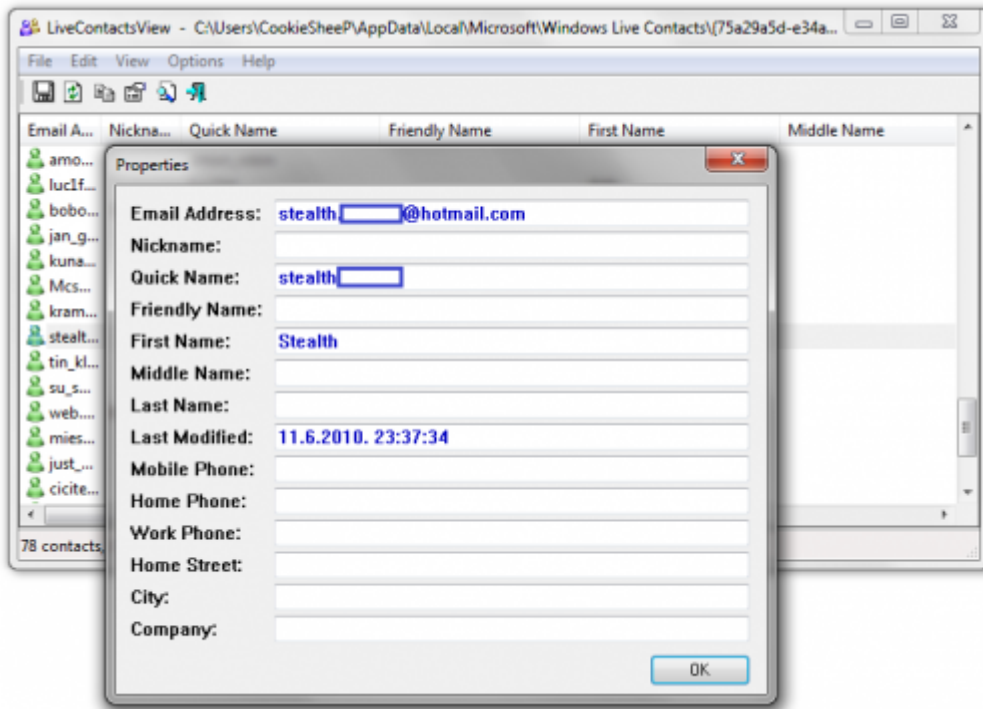 LiveContactsView - C:\Users\CookieSheeP\AppData\Local\Microsoft\Windows Live Contacts\{75a29a5d-e34a...
File Edit View Options Help
Email A... Nickna... Quick Name Friendly Name First Name Middle Name
amo...
luc1f...
bobo...
jan_g...
kuna...
Mcs...
kram...
stealt...
tin_kl...
su_s...
web....
mies...
just_...
cicite...
78 contacts,
Properties
Email Address: stealth. @hotmail.com
Nickname:
Quick Name: stealth
Friendly Name:
First Name: Stealth
Middle Name:
Last Name:
Last Modified: 11.6.2010. 23:37:34
Mobile Phone:
Home Phone:
Work Phone:
Home Street:
City:
Company:
OK